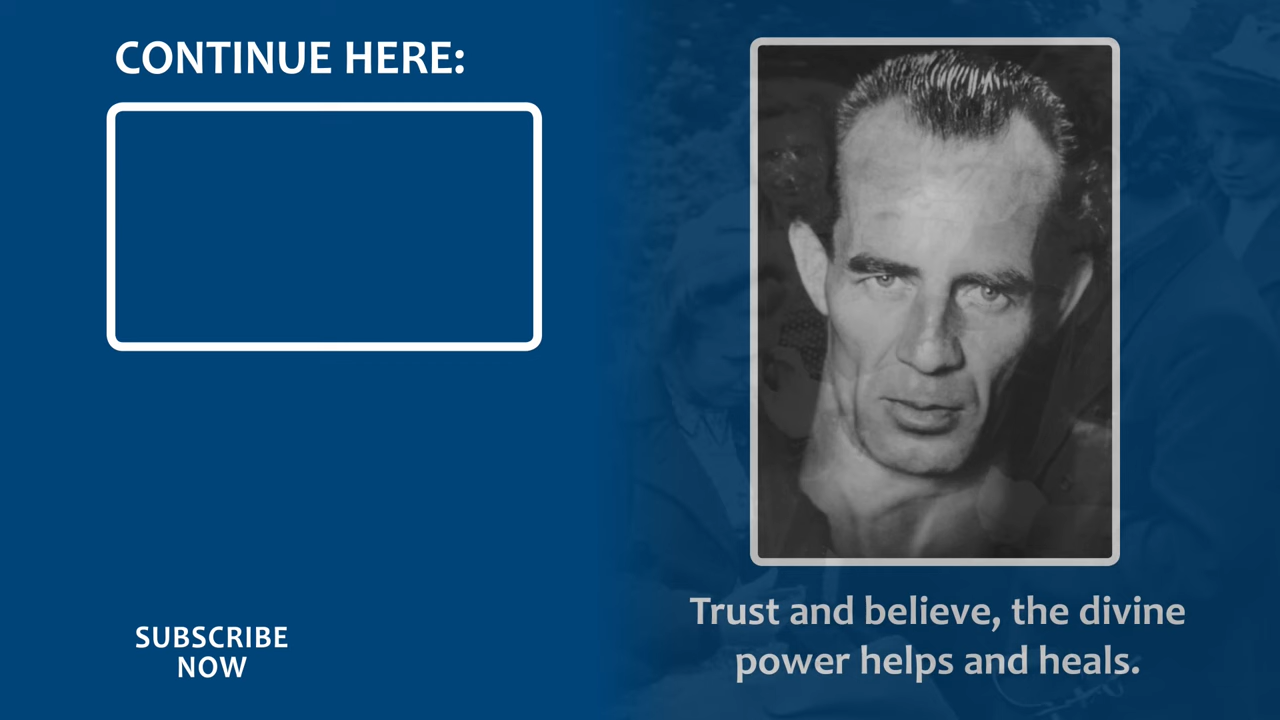 CONTINUE HERE:
SUBSCRIBE
NOW
Trust and believe, the divine
power helps and heals.